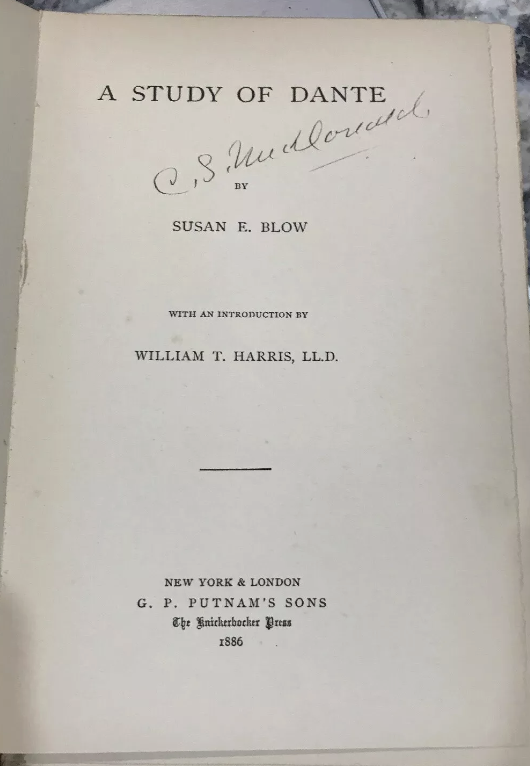 A STUDY OF DANTE
C. S. MacDonald.
BY
SUSAN E. BLOW
WITH AN INTRODUCTION BY
WILLIAM T. HARRIS, LL.D.
NEW YORK & LONDON
G. P. PUTNAM'S SONS
The Knickerbocker Press
1886